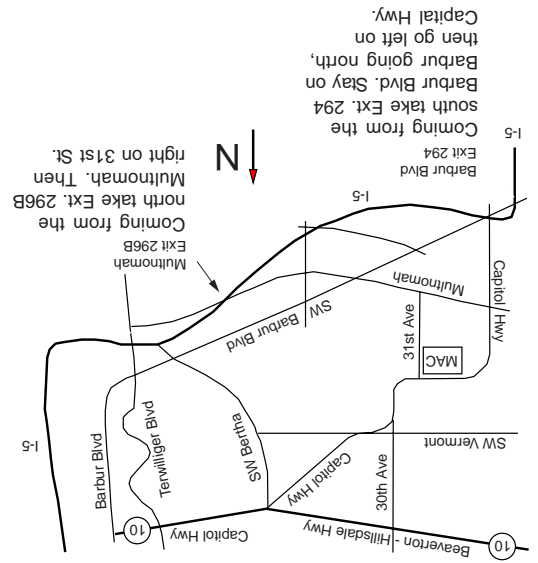 10
Beaverton - Hillsdale Hwy
Capitol Hwy
10
30th Ave
Capitol Hwy
SW Bertha
Terwilliger Blvd
Barbur Blvd
SW Vermont
I-5
MAC
31st Ave
Capitol Hwy
SW
Barbur Blvd
Multnomah
I-5
I-5
N
Multnomah
Exit 296B
Coming from the
north take Ext. 296B
Multnomah. Then
right on 31st St.
Barbur Blvd
Exit 294
Coming from the
south take Ext. 294
Barbur Blvd. Stay on
Barbur going north,
then go left on
Capital Hwy.